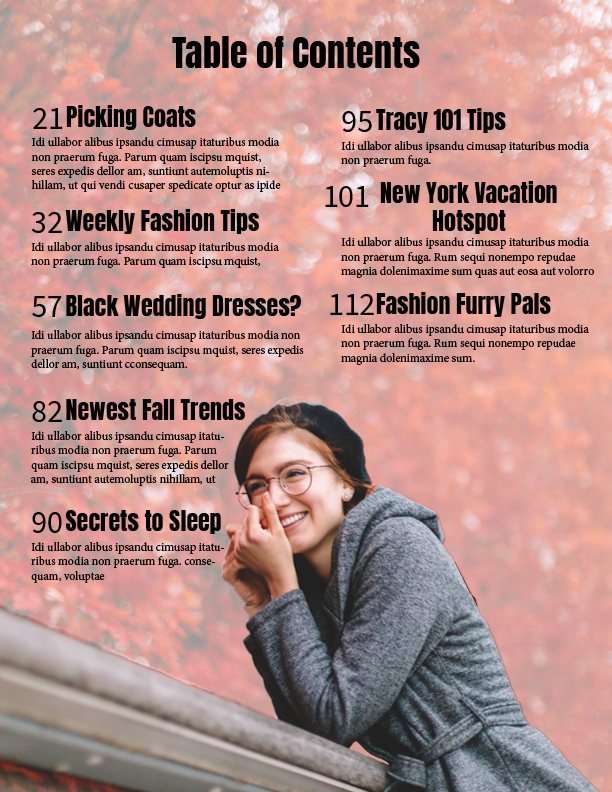 Table of Contents
21 Picking Coats
Idi ullabor alibus ipsandu cimusap itaturibus modia
non praerum fuga. Parum quam iscipsu mquist,
seres expedis dellor am, suntiunt autemoluptis ni-
hillam, ut qui vendi cusaper spedicate optur as ipide
32 Weekly Fashion Tips
Idi ullabor alibus ipsandu cimusap itaturibus modia
non praerum fuga. Parum quam iscipsu mquist,
57 Black Wedding Dresses?
Idi ullabor alibus ipsandu cimusap itaturibus modia non
praerum fuga. Parum quam iscipsu mquist, seres expedis
dellor am, suntiunt cconsequam.
82 Newest Fall Trends
Idi ullabor alibus ipsandu cimusap itatu-
ribus modia non praerum fuga. Parum
quam iscipsu mquist, seres expedis dellor
am, suntiunt autemoluptis nihillam, ut
90 Secrets to Sleep
Idi ullabor alibus ipsandu cimusap itatu-
ribus modia non praerum fuga. conse-
quam, voluptae
95 Tracy 101 Tips
Idi ullabor alibus ipsandu cimusap itaturibus modia
non praerum fuga.
101 New York Vacation
Hotspot
Idi ullabor alibus ipsandu cimusap itaturibus modia
praerum fuga. Rum sequi nonempo repudae
magnia dolenimaxime sum quas aut eosa aut volorro
112 Fashion Furry Pals
Idi ullabor alibus ipsandu cimusap itaturibus modia
praerum fuga. Rum sequi nonempo repudae
magnia dolenimaxime sum.